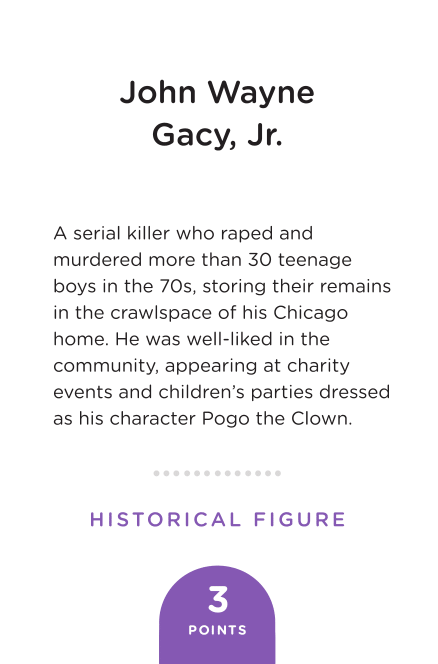 John Wayne
Gacy, Jr.
A serial killer who raped and
murdered more than 30 teenage
boys in the 70s, storing their remains
in the crawlspace of his Chicago
home. He was well-liked in the
community, appearing at charity
events and children’s parties dressed
as his character Pogo the Clown.
HISTORICAL FIGURE
3
POINTS